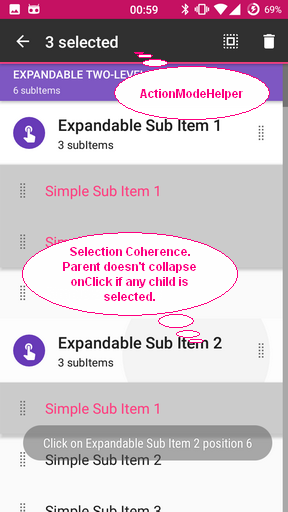 00:59
69%
3 selected
EXPANDABLE TWO-LEVE
6 subItems
ActionModeHelper
Expandable Sub Item 1
3 subItems
Simple Sub Item 1
Selection Coherence.
Parent doesn't collapse
onClick if any child is
selected.
Expandable Sub Item 2
3 subItems
Simple Sub Item 1
Click on Expandable Sub Item 2 position 6
Simple Sub Item 2
Simple Sub Item 3